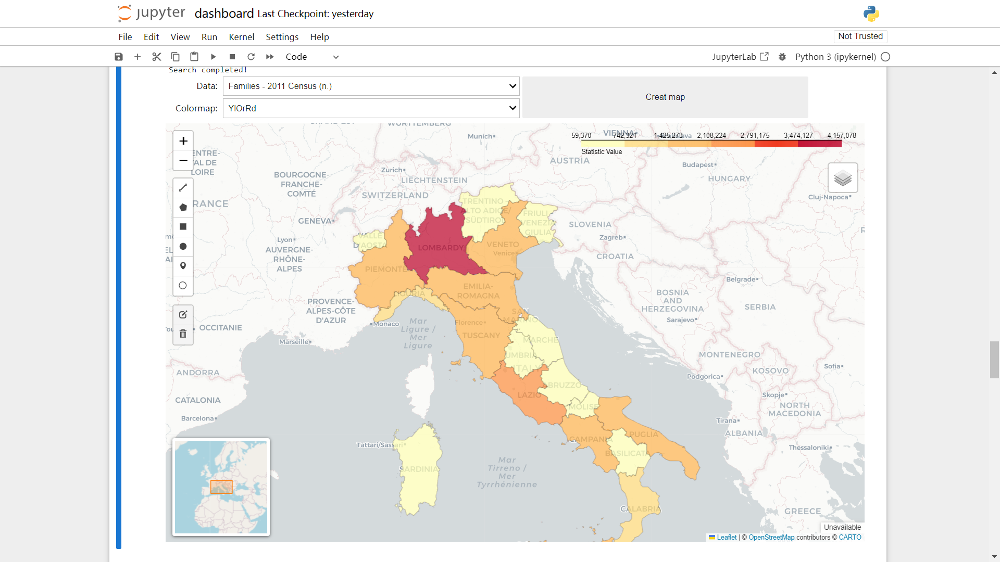 jupyter dashboard Last Checkpoint: yesterday
File Edit View Run Kernel Settings Help
Not Trusted
Code
JupyterLab
Python 3 (ipykernel)
Search completed!
Data: Families - 2011 Census (n.)
Creat map
Colormap: YlOrRd
59,370 742,321 1,425,273 2,108,224 2,791,175 3,474,127 4,157,078
Statistic Value
+
−
WÜRTTEMBERG
Munich
VIENNA
AUSTRIA
Budapest
HUNGARY
Cluj-Napoca
ENTRE-
VAL DE
LOIRE
RANCE
BOURGOGNE-
FRANCHE-
COMTÉ
Zurich
LIECHTENSTEIN
SWITZERLAND
GENEVA
Lyon
AUVERGNE-
RHÔNE-
ALPES
TRENTINO-
ALTO ADIGE/
SÜDTIROL
FRIULI
VENEZIA
GIULIA
SLOVENIA
Zagreb
CROATIA
VALLE
D'AOSTA
LOMBARDY
VENETO
Venice
PIEMONTE
EMILIA-
ROMAGNA
LIGURIA
BOSNIA
AND
HERZEGOVINA
Sarajevo
Belgrade
SERBIA
PROVENCE-
ALPES-CÔTE
D'AZUR
OCCITANIE
Monaco
Marseille
Mar
Ligure /
Mer
Ligure
Florence
TUSCANY
SAN
MARINO
MARCHE
UMBRIA
ITALY
MONTENEGRO
Podgorica
KOSOVO
Sofia
ANDORRA
CATALONIA
Barcelona
LAZIO
ABRUZZO
MOLISE
Skopje
NORTH
MACEDONIA
Tirana
ALBANIA
Thessaloniki
CAMPANIA
PUGLIA
BASILICATA
Tàttari/Sassari
SARDINIA
Mar
Tirreno /
Mer
Tyrrhénienne
CALABRIA
GREECE
Unavailable
Leaflet | © OpenStreetMap contributors © CARTO